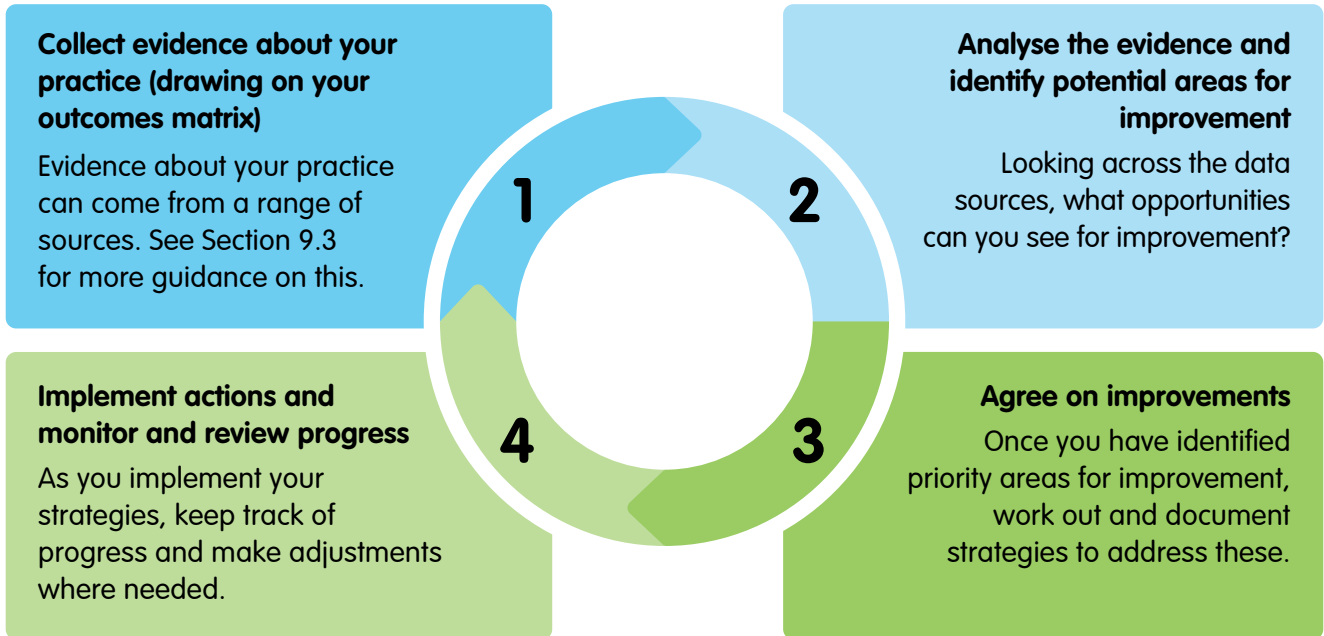 Collect evidence about your
practice (drawing on your
outcomes matrix)
Evidence about your practice
can come from a range of
sources. See Section 9.3
for more guidance on this.
1
Analyse the evidence and
identify potential areas for
improvement
Looking across the data
sources, what opportunities
can you see for improvement?
2
Agree on improvements
Once you have identified
priority areas for improvement,
work out and document
strategies to address these.
3
Implement actions and
monitor and review progress
As you implement your
strategies, keep track of
progress and make adjustments
where needed.
4